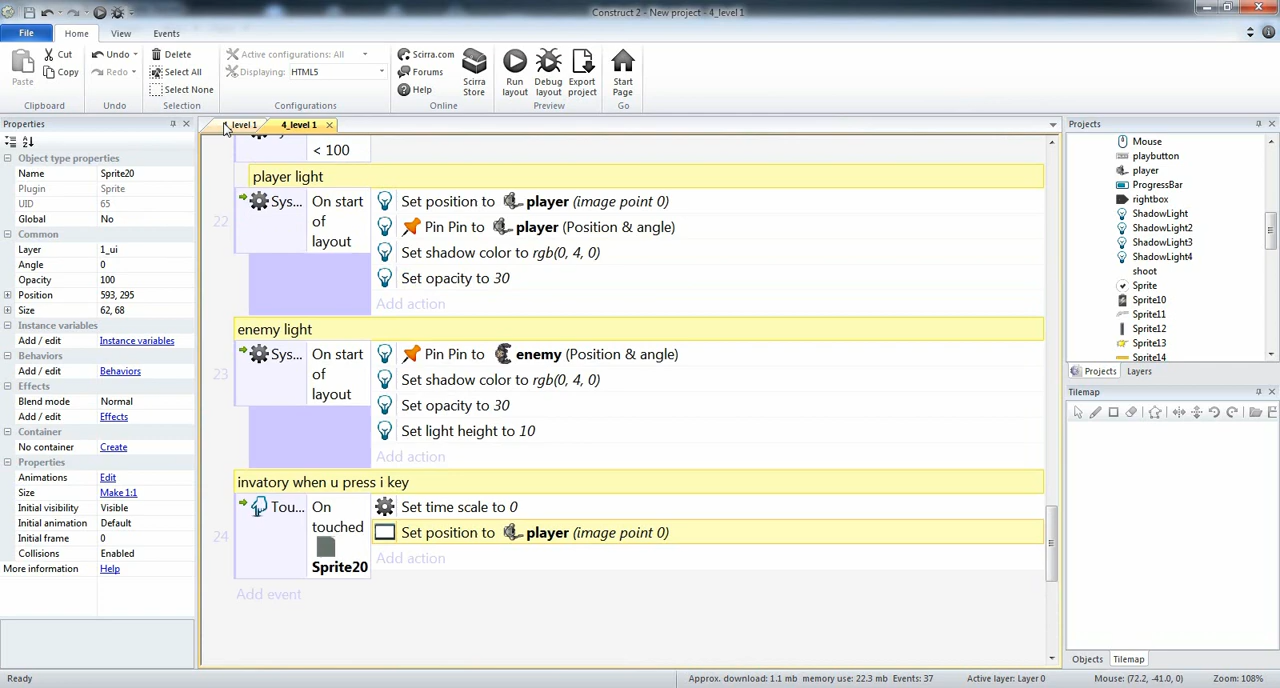 Construct 2 - New project - 4_level 1
File Home View Events
Paste Cut Copy Clipboard
Undo Redo Undo
Delete Select All Select None Selection
Active configurations: All
Displaying: HTML5
Configurations
Scirra.com Forums Help Scirra Store Online
Run layout Debug layout Export project Preview
Start Page Go
Properties
level 1 4_level 1
Object type properties
Name Sprite20
Plugin Sprite
UID 65
Global No
Common
Layer 1_ui
Angle 0
Opacity 100
Position 593, 295
Size 62, 68
Instance variables
Add / edit Instance variables
Behaviors
Add / edit Behaviors
Effects
Blend mode Normal
Add / edit Effects
Container
No container Create
Properties
Animations Edit
Size Make 1:1
Initial visibility Visible
Initial animation Default
Initial frame 0
Collisions Enabled
More information Help
< 100
player light
22 Sys... On start of layout
Set position to player (image point 0)
Pin Pin to player (Position & angle)
Set shadow color to rgb(0, 4, 0)
Set opacity to 30
Add action
enemy light
23 Sys... On start of layout
Pin Pin to enemy (Position & angle)
Set shadow color to rgb(0, 4, 0)
Set opacity to 30
Set light height to 10
Add action
invatory when u press i key
24 Tou... On touched Sprite20
Set time scale to 0
Set position to player (image point 0)
Add action
Add event
Projects
Mouse
playbutton
player
ProgressBar
rightbox
ShadowLight
ShadowLight2
ShadowLight3
ShadowLight4
shoot
Sprite
Sprite10
Sprite11
Sprite12
Sprite13
Sprite14
Projects Layers
Tilemap
Objects Tilemap
Ready Approx. download: 1.1 mb memory use: 22.3 mb Events: 37 Active layer: Layer 0 Mouse: (72.2, -41.0, 0) Zoom: 108%